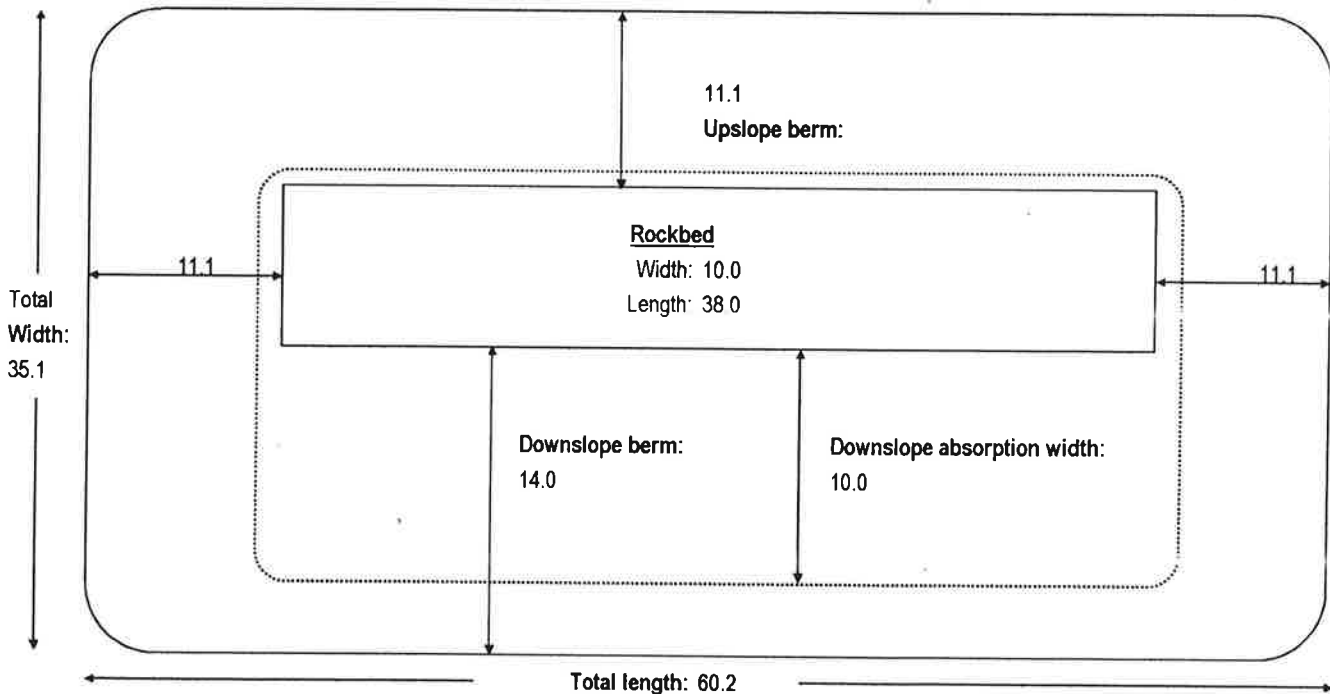 11.1
Upslope berm:
Rockbed
Width: 10.0
Length: 38 0
11.1
11.1
Total
Width:
35.1
Downslope berm:
14.0
Downslope absorption width:
10.0
Total length: 60.2